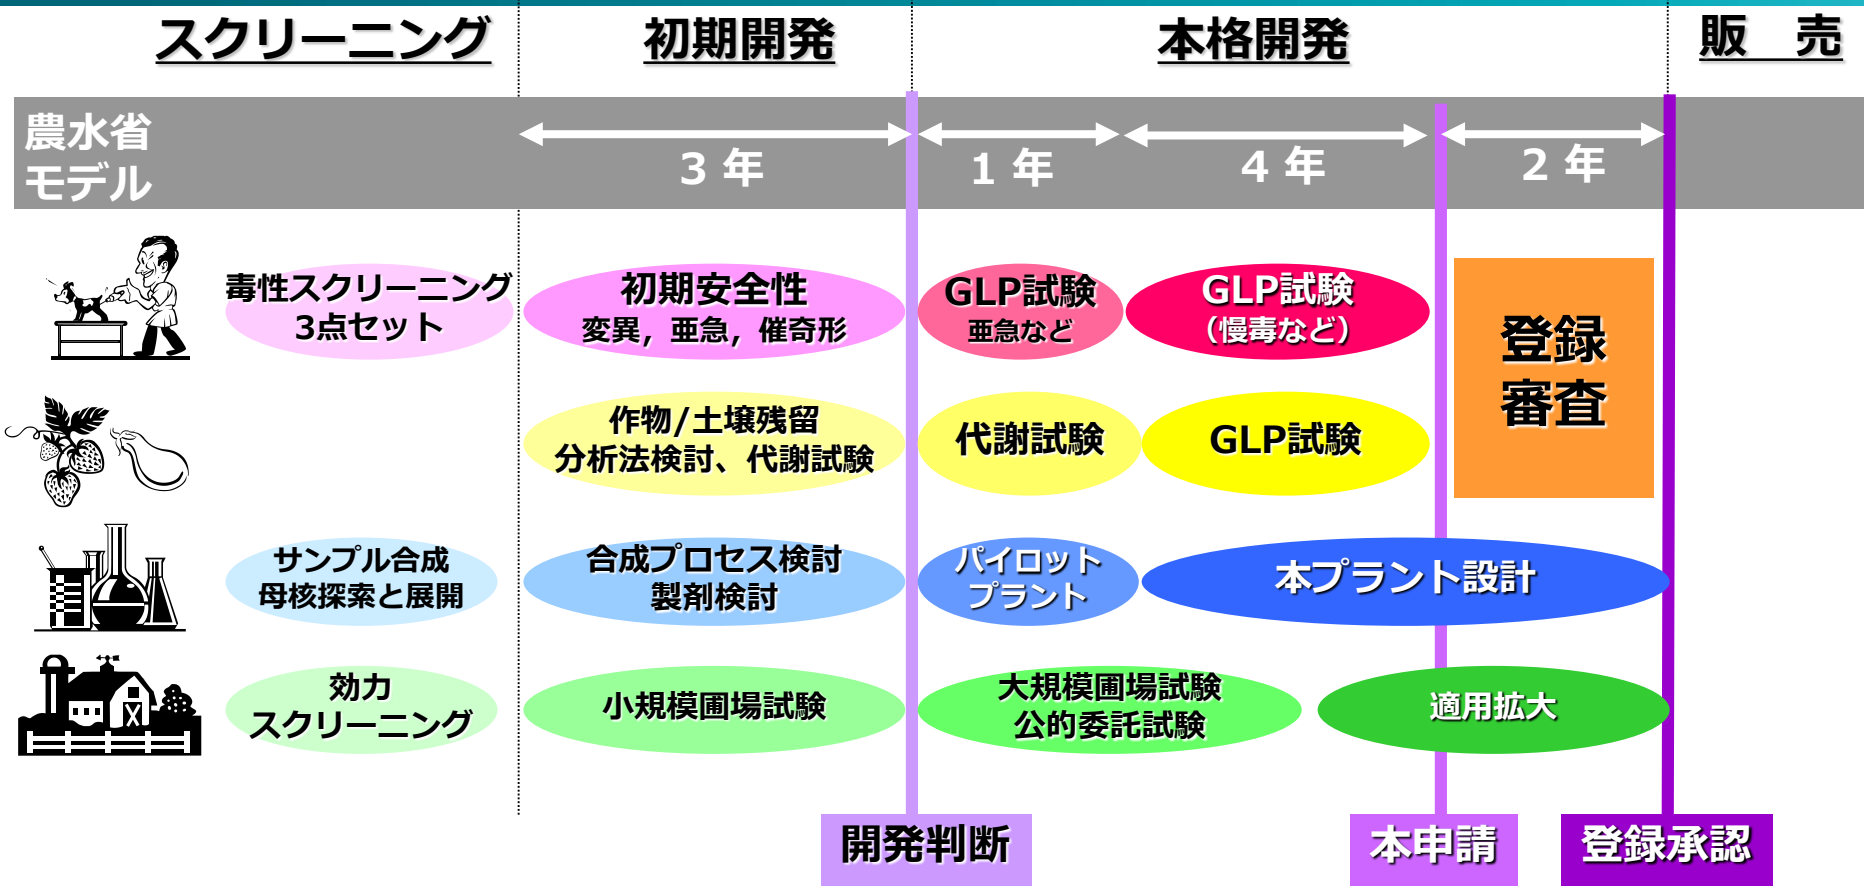 スクリーニング
初期開発
本格開発
販　売
農水省
モデル
3 年
1 年
4 年
2 年
毒性スクリーニング
3点セット
初期安全性
変異，亜急，催奇形
GLP試験
亜急など
GLP試験
（慢毒など）
登録
審査
作物/土壌残留
分析法検討、代謝試験
代謝試験
GLP試験
サンプル合成
母核探索と展開
合成プロセス検討
製剤検討
パイロット
プラント
本プラント設計
効力
スクリーニング
小規模圃場試験
大規模圃場試験
公的委託試験
適用拡大
開発判断
本申請
登録承認